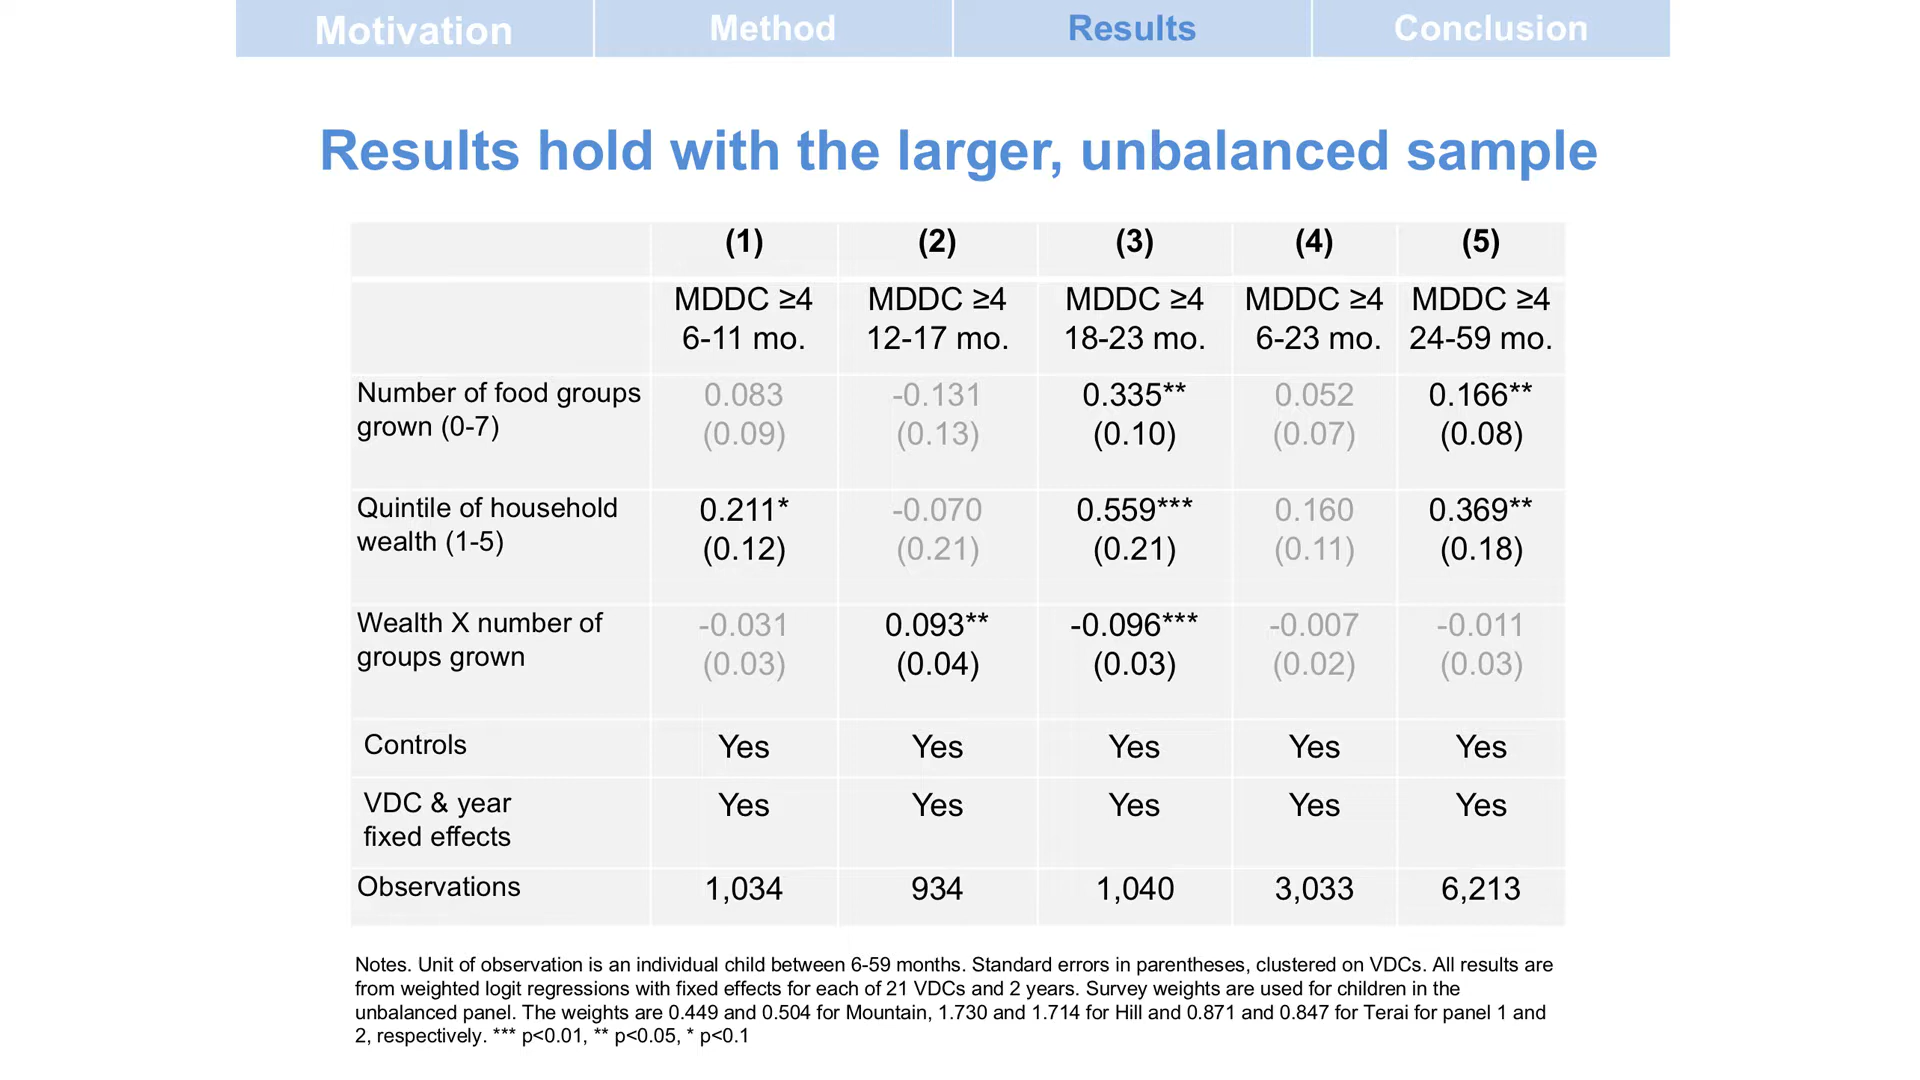 Motivation Method Results Conclusion
Results hold with the larger, unbalanced sample
(1) (2) (3) (4) (5)
MDDC ≥4 MDDC ≥4 MDDC ≥4 MDDC ≥4 MDDC ≥4
6-11 mo. 12-17 mo. 18-23 mo. 6-23 mo. 24-59 mo.
Number of food groups 0.083 -0.131 0.335** 0.052 0.166**
grown (0-7) (0.09) (0.13) (0.10) (0.07) (0.08)
Quintile of household 0.211* -0.070 0.559*** 0.160 0.369**
wealth (1-5) (0.12) (0.21) (0.21) (0.11) (0.18)
Wealth X number of -0.031 0.093** -0.096*** -0.007 -0.011
groups grown (0.03) (0.04) (0.03) (0.02) (0.03)
Controls Yes Yes Yes Yes Yes
VDC & year Yes Yes Yes Yes Yes
fixed effects
Observations 1,034 934 1,040 3,033 6,213
Notes. Unit of observation is an individual child between 6-59 months. Standard errors in parentheses, clustered on VDCs. All results are
from weighted logit regressions with fixed effects for each of 21 VDCs and 2 years. Survey weights are used for children in the
unbalanced panel. The weights are 0.449 and 0.504 for Mountain, 1.730 and 1.714 for Hill and 0.871 and 0.847 for Terai for panel 1 and
2, respectively. *** p<0.01, ** p<0.05, * p<0.1